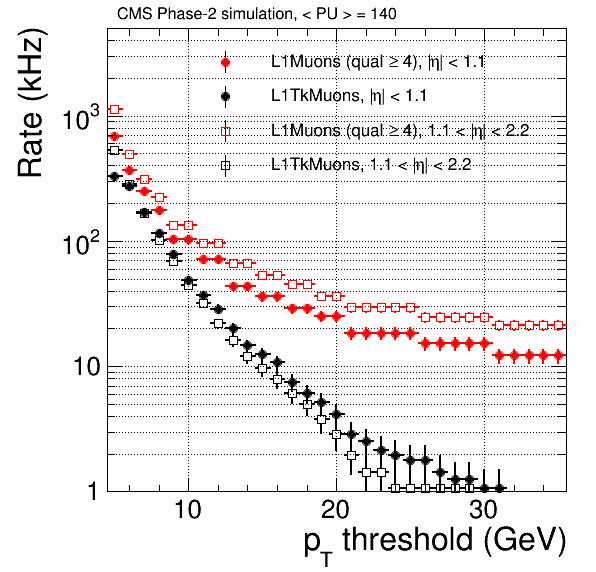 CMS Phase-2 simulation, < PU > = 140
Rate (kHz)
L1Muons (qual ≥ 4), |η| < 1.1
L1TkMuons, |η| < 1.1
L1Muons (qual ≥ 4), 1.1 < |η| < 2.2
L1TkMuons, 1.1 < |η| < 2.2
10³
10²
10
1
10 20 30
p_T threshold (GeV)